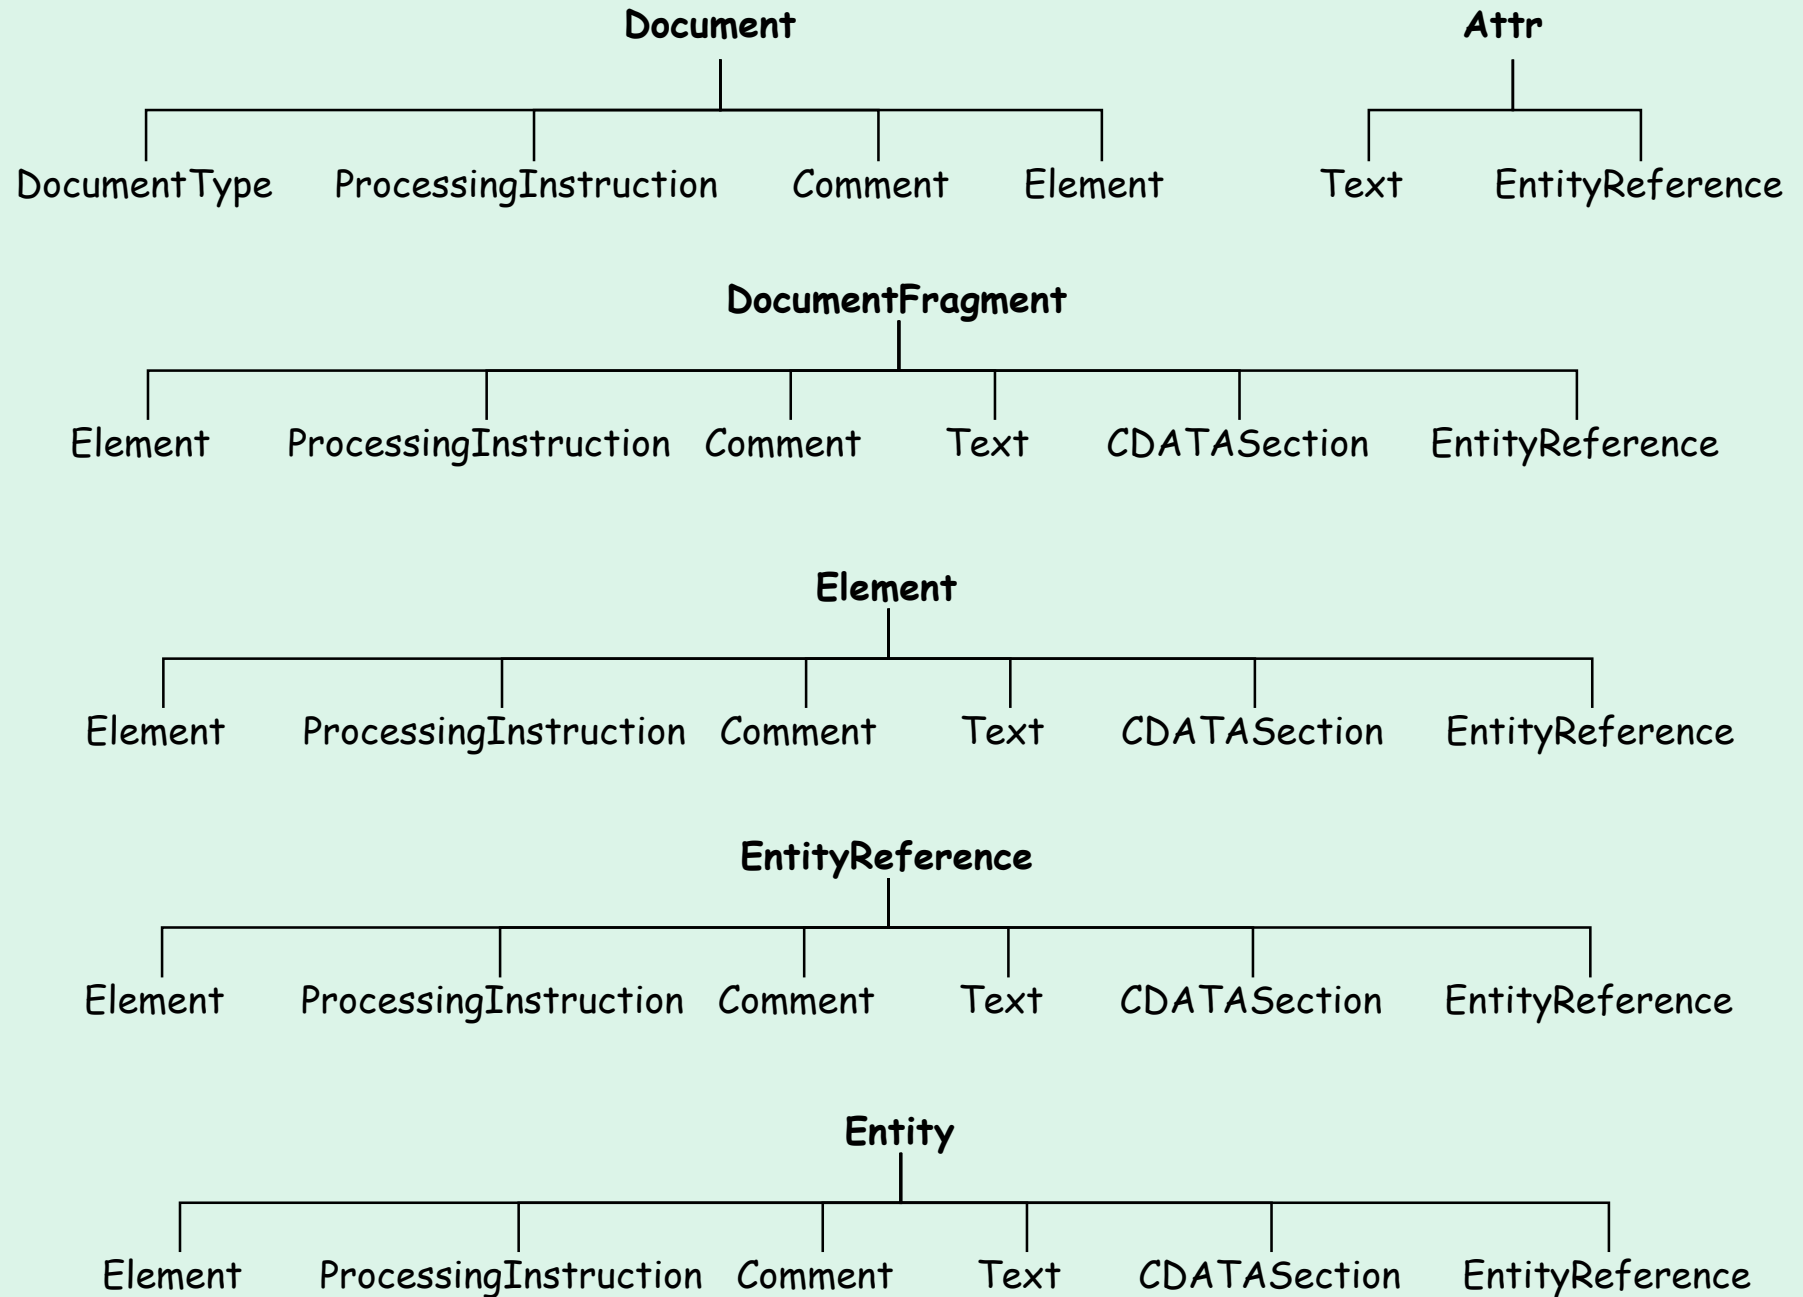 Document Attr
DocumentType ProcessingInstruction Comment Element Text EntityReference
DocumentFragment
Element ProcessingInstruction Comment Text CDATASection EntityReference
Element
Element ProcessingInstruction Comment Text CDATASection EntityReference
EntityReference
Element ProcessingInstruction Comment Text CDATASection EntityReference
Entity
Element ProcessingInstruction Comment Text CDATASection EntityReference